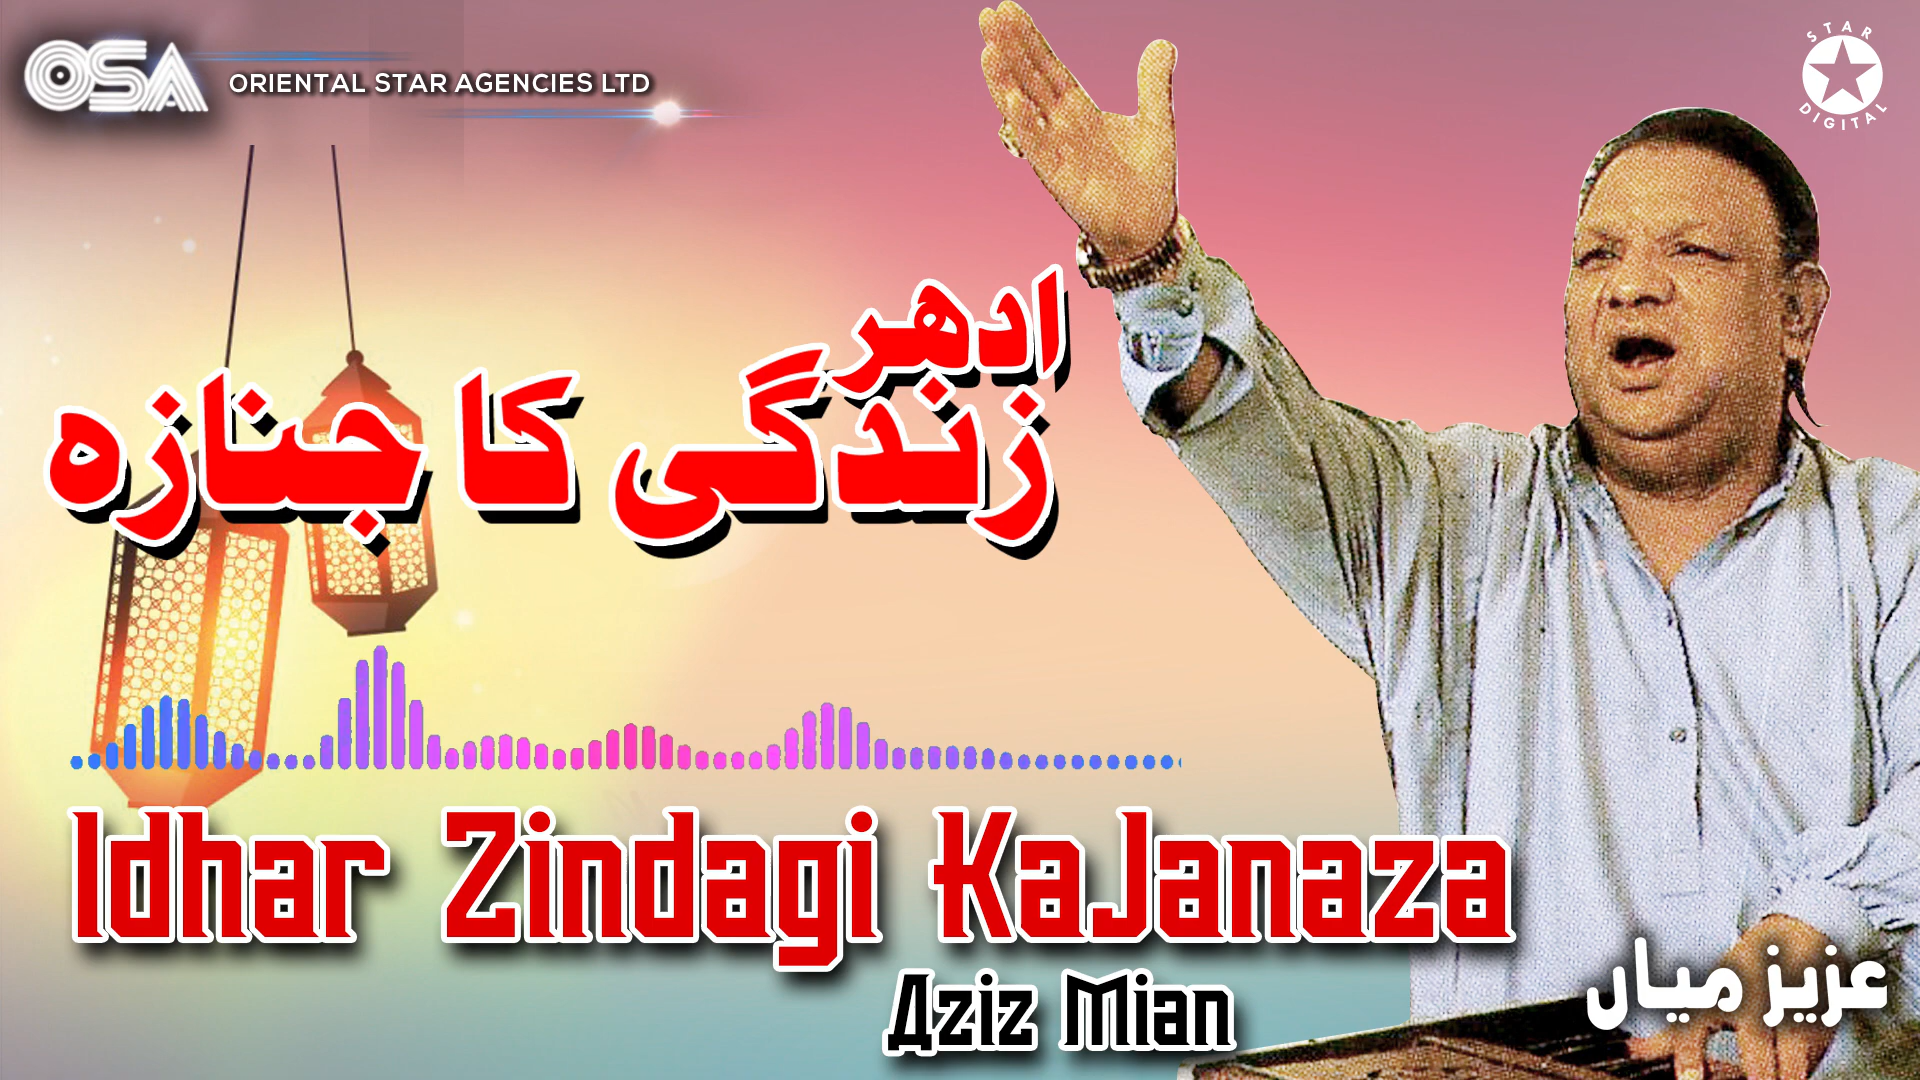 OSA ORIENTAL STAR AGENCIES LTD
STAR
DIGITAL
ادھر
زندگی کا جنازہ
Idhar Zindagi KaJanaza
Aziz Mian
عزیز میاں